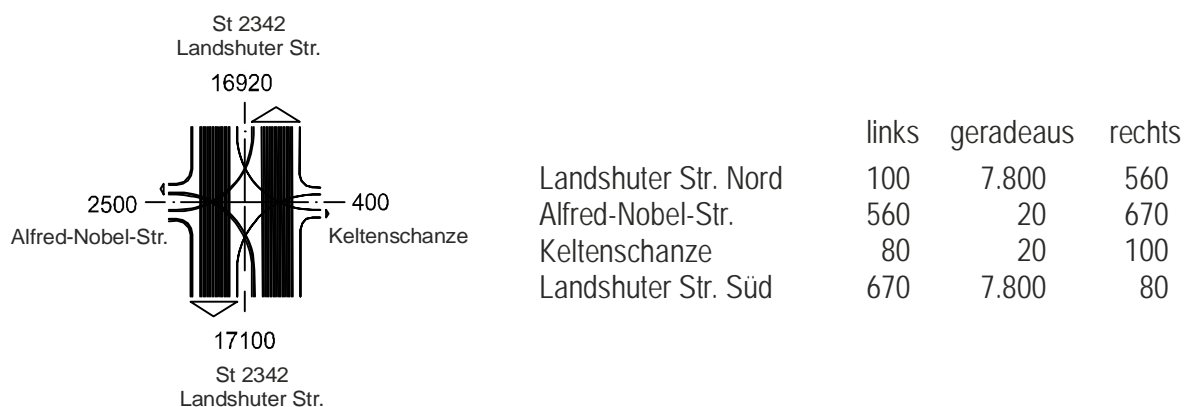 St 2342
Landshuter Str.
16920
2500
400
Alfred-Nobel-Str.
Keltenschanze
17100
St 2342
Landshuter Str.
links geradeaus rechts
Landshuter Str. Nord 100 7.800 560
Alfred-Nobel-Str. 560 20 670
Keltenschanze 80 20 100
Landshuter Str. Süd 670 7.800 80